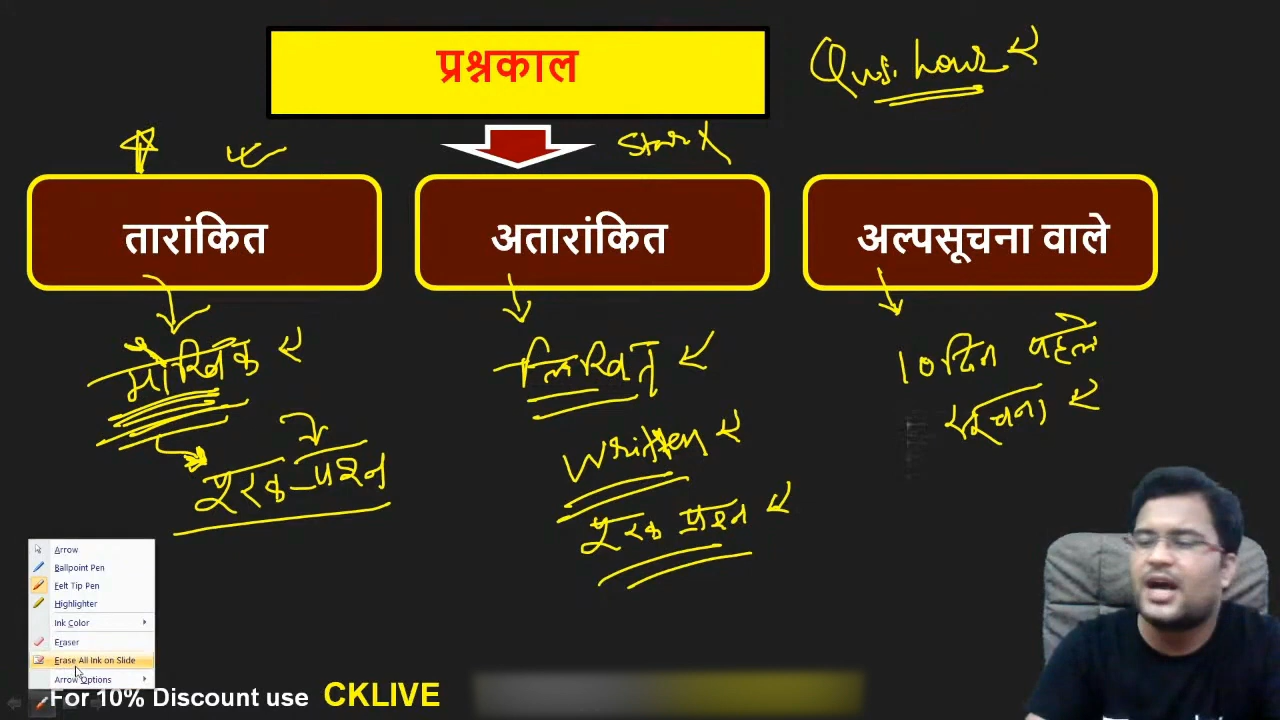 प्रश्नकाल
Qus. hour
Star
तारांकित
अतारांकित
अल्पसूचना वाले
मौखिक
पूरक प्रश्न
लिखित
Written
पूरक प्रश्न
10 दिन पहले
सूचना
Arrow
Ballpoint Pen
Felt Tip Pen
Highlighter
Ink Color
Eraser
Erase All Ink on Slide
Arrow Options
For 10% Discount use CKLIVE